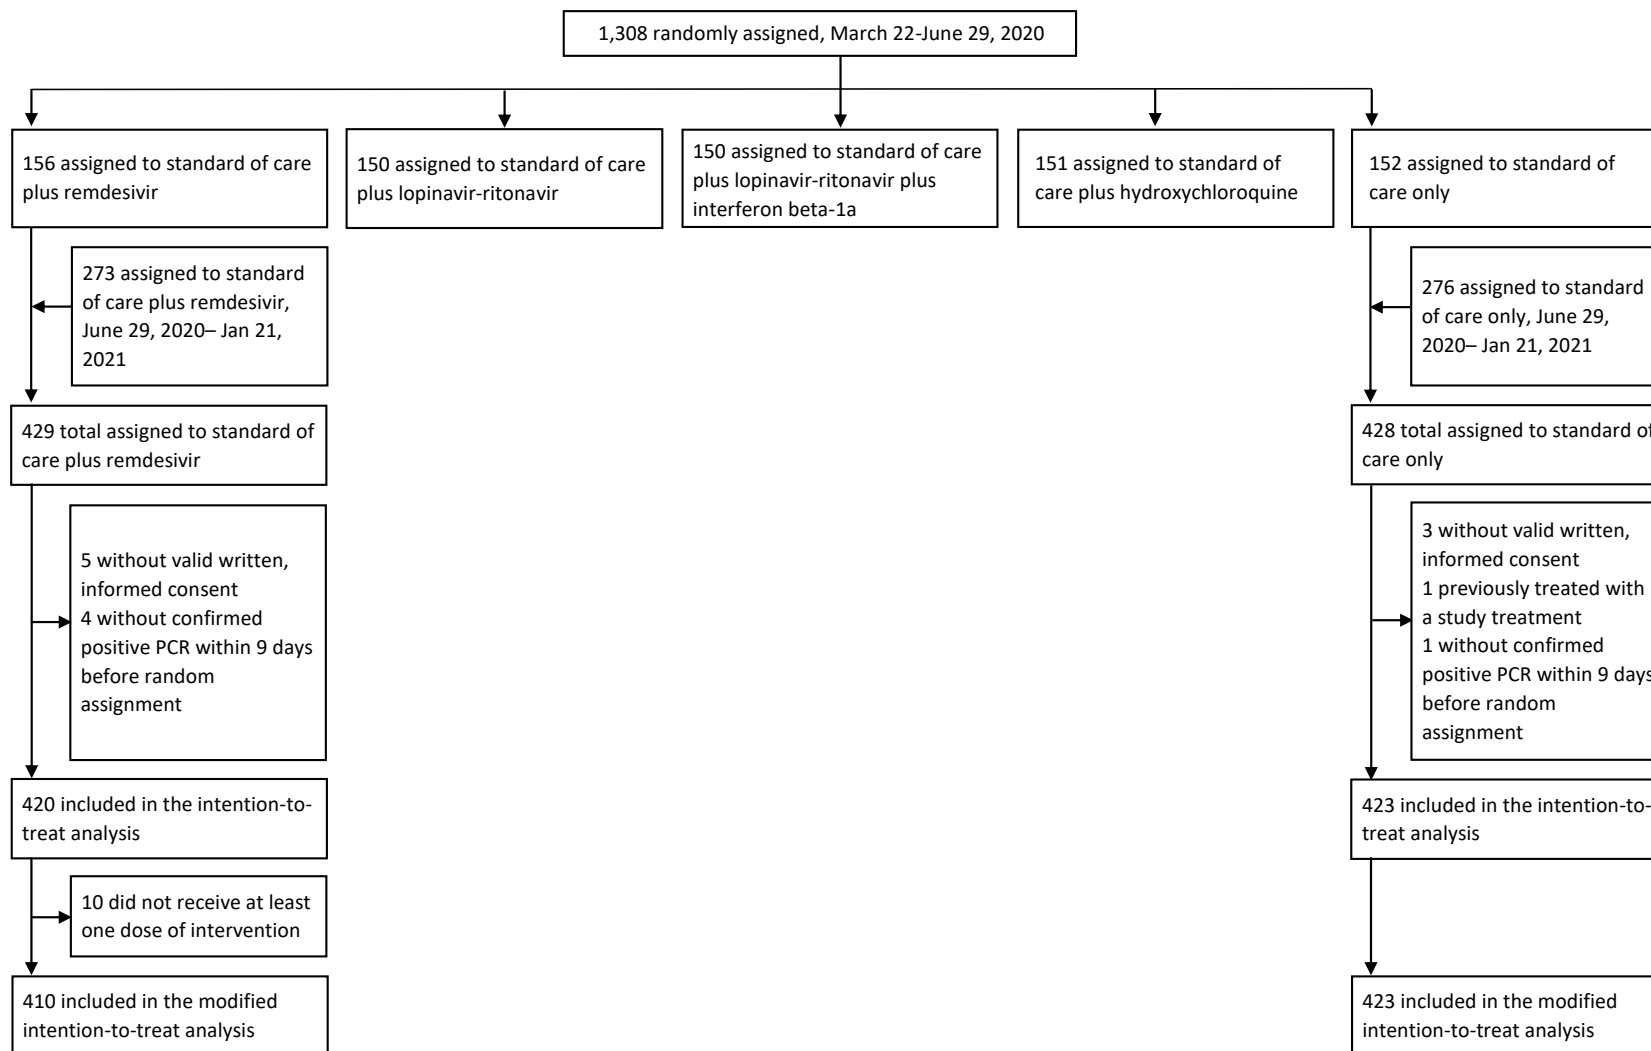 1,308 randomly assigned, March 22-June 29, 2020
156 assigned to standard of care
plus remdesivir
150 assigned to standard of care
plus lopinavir-ritonavir
150 assigned to standard of care
plus lopinavir-ritonavir plus
interferon beta-1a
151 assigned to standard of
care plus hydroxychloroquine
152 assigned to standard of
care only
273 assigned to standard
of care plus remdesivir,
June 29, 2020– Jan 21,
2021
276 assigned to standard
of care only, June 29,
2020– Jan 21, 2021
429 total assigned to standard of
care plus remdesivir
428 total assigned to standard of
care only
5 without valid written,
informed consent
4 without confirmed
positive PCR within 9 days
before random
assignment
3 without valid written,
informed consent
1 previously treated with
a study treatment
1 without confirmed
positive PCR within 9 days
before random
assignment
420 included in the intention-to-
treat analysis
423 included in the intention-to-
treat analysis
10 did not receive at least
one dose of intervention
410 included in the modified
intention-to-treat analysis
423 included in the modified
intention-to-treat analysis